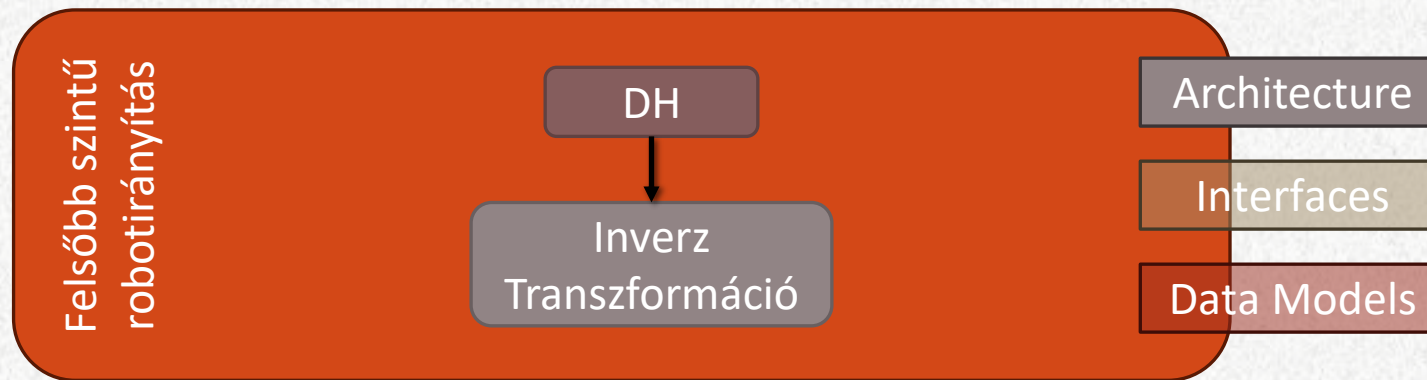 Felsőbb szintű
robotirányítás
DH
Inverz
Transzformáció
Architecture
Interfaces
Data Models